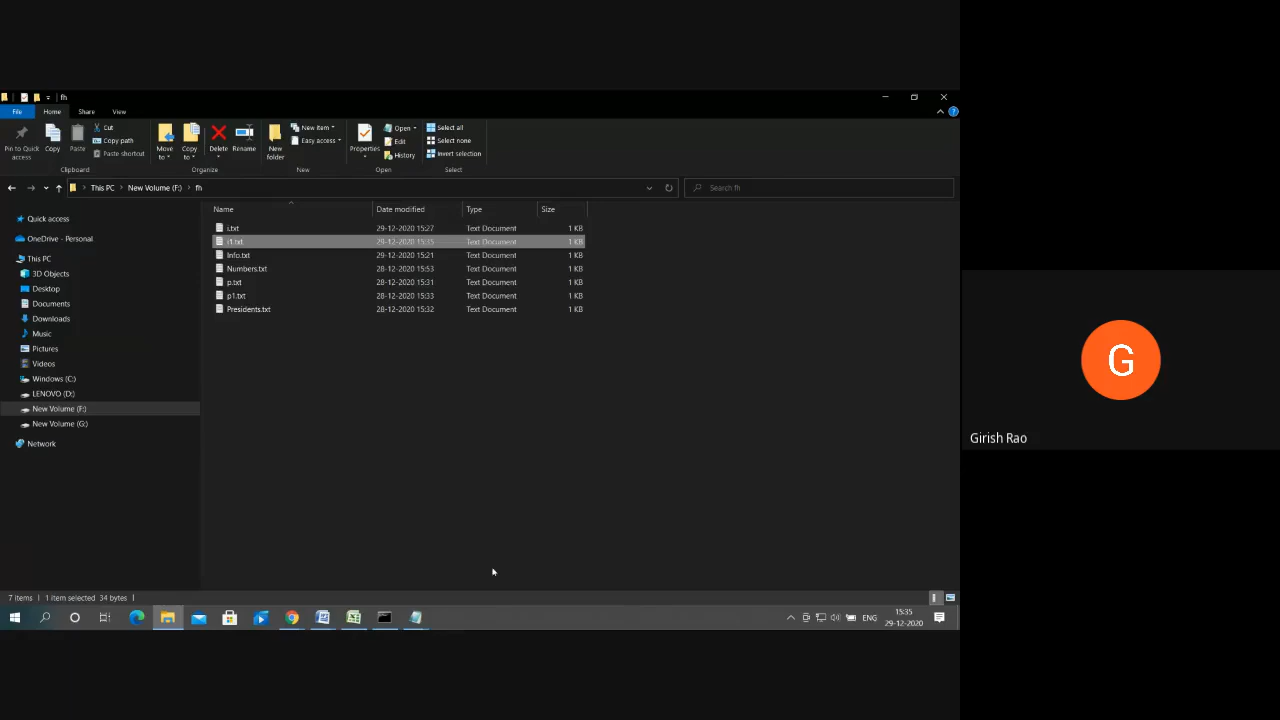 fh
File Home Share View
Pin to Quick access
Copy
Paste
Cut
Copy path
Paste shortcut
Clipboard
Move to
Copy to
Delete
Rename
Organize
New folder
New item
Easy access
New
Properties
Open
Edit
History
Open
Select all
Select none
Invert selection
Select
This PC New Volume (F:) fh
Search fh
Quick access
OneDrive - Personal
This PC
3D Objects
Desktop
Documents
Downloads
Music
Pictures
Videos
Windows (C:)
LENOVO (D:)
New Volume (F:)
New Volume (G:)
Network
Name Date modified Type Size
i.txt 29-12-2020 15:27 Text Document 1 KB
i1.txt 29-12-2020 15:35 Text Document 1 KB
Info.txt 29-12-2020 15:21 Text Document 1 KB
Numbers.txt 28-12-2020 15:53 Text Document 1 KB
p.txt 28-12-2020 15:31 Text Document 1 KB
p1.txt 28-12-2020 15:33 Text Document 1 KB
Presidents.txt 28-12-2020 15:32 Text Document 1 KB
7 items 1 item selected 34 bytes
ENG
15:35
29-12-2020
G
Girish Rao